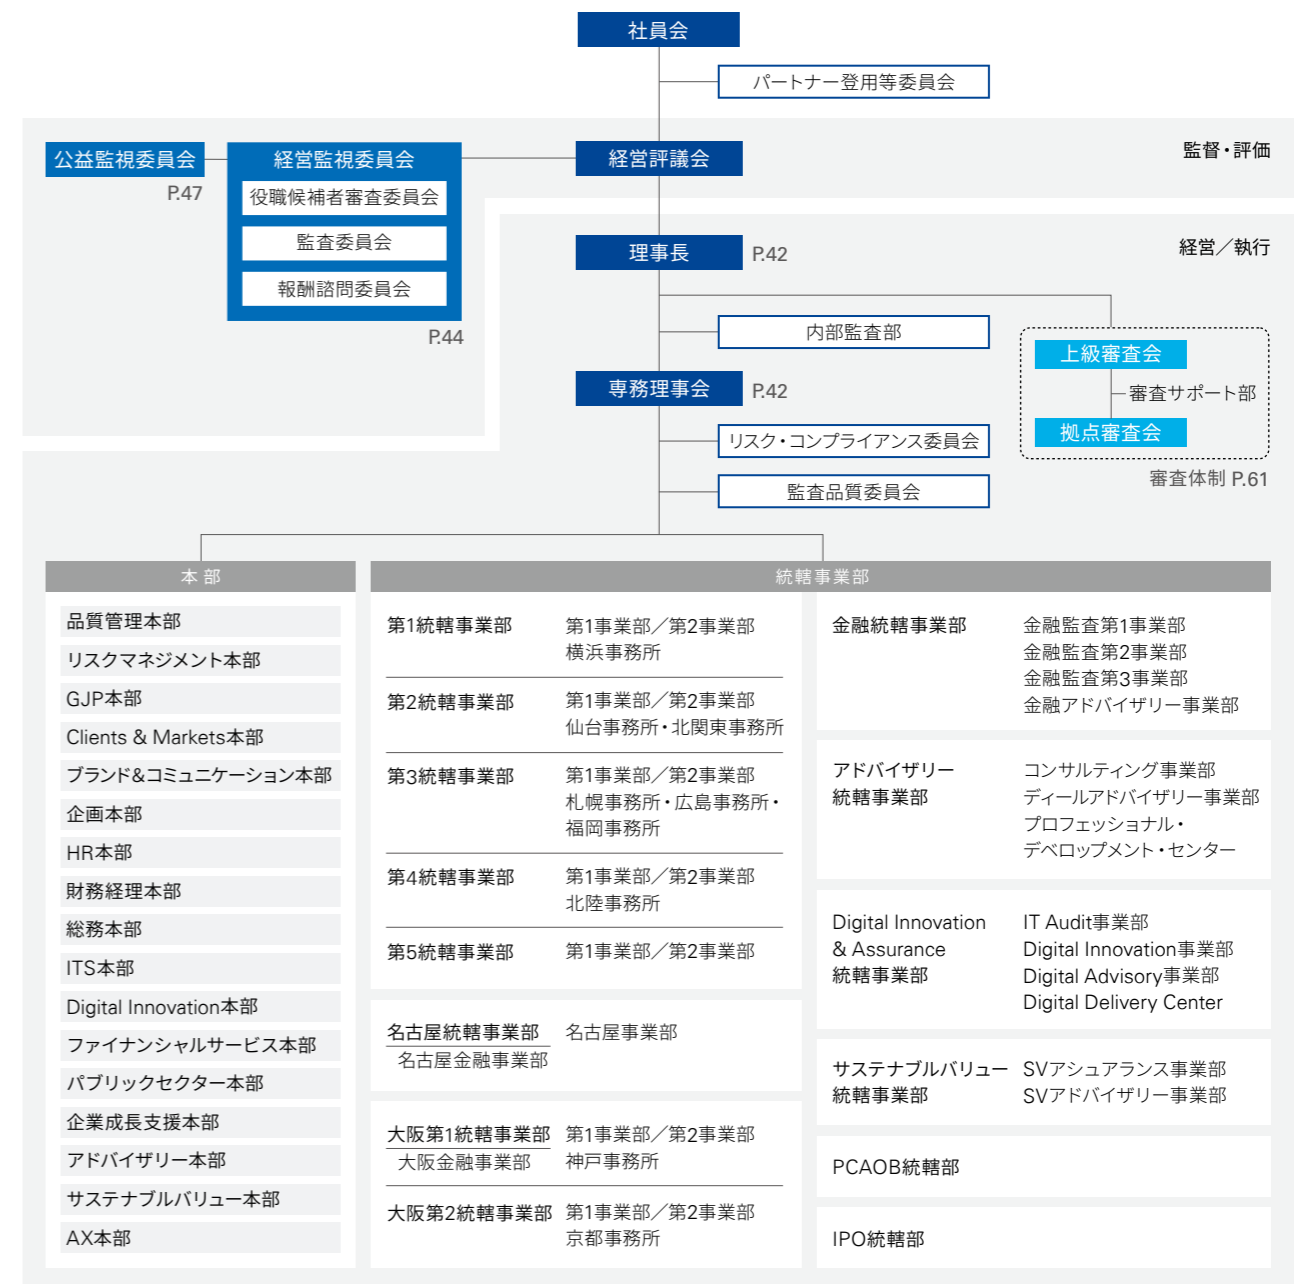 社員会
パートナー登用等委員会
監督・評価
公益監視委員会
P.47
経営監視委員会
役職候補者審査委員会
監査委員会
報酬諮問委員会
P.44
経営評議会
経営／執行
理事長
P.42
内部監査部
上級審査会
審査サポート部
拠点審査会
審査体制 P.61
専務理事会
P.42
リスク・コンプライアンス委員会
監査品質委員会
本部
品質管理本部
リスクマネジメント本部
GJP本部
Clients & Markets本部
ブランド&コミュニケーション本部
企画本部
HR本部
財務経理本部
総務本部
ITS本部
Digital Innovation本部
ファイナンシャルサービス本部
パブリックセクター本部
企業成長支援本部
アドバイザリー本部
サステナブルバリュー本部
AX本部
統轄事業部
第1統轄事業部
第1事業部／第2事業部
横浜事務所
第2統轄事業部
第1事業部／第2事業部
仙台事務所・北関東事務所
第3統轄事業部
第1事業部／第2事業部
札幌事務所・広島事務所・
福岡事務所
第4統轄事業部
第1事業部／第2事業部
北陸事務所
第5統轄事業部
第1事業部／第2事業部
名古屋統轄事業部
名古屋金融事業部
名古屋事業部
大阪第1統轄事業部
大阪金融事業部
第1事業部／第2事業部
神戸事務所
大阪第2統轄事業部
第1事業部／第2事業部
京都事務所
金融統轄事業部
金融監査第1事業部
金融監査第2事業部
金融監査第3事業部
金融アドバイザリー事業部
アドバイザリー
統轄事業部
コンサルティング事業部
ディールアドバイザリー事業部
プロフェッショナル・
デベロップメント・センター
Digital Innovation
& Assurance
統轄事業部
IT Audit事業部
Digital Innovation事業部
Digital Advisory事業部
Digital Delivery Center
サステナブルバリュー
統轄事業部
SVアシュアランス事業部
SVアドバイザリー事業部
PCAOB統轄部
IPO統轄部